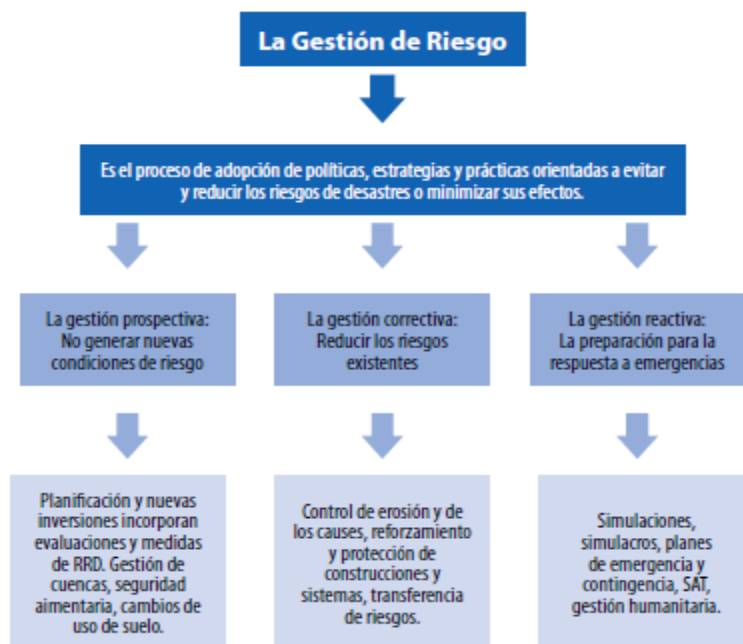 La Gestión de Riesgo
Es el proceso de adopción de políticas, estrategias y prácticas orientadas a evitar
y reducir los riesgos de desastres o minimizar sus efectos.
La gestión prospectiva:
No generar nuevas
condiciones de riesgo
La gestión correctiva:
Reducir los riesgos
existentes
La gestión reactiva:
La preparación para la
respuesta a emergencias
Planificación y nuevas
inversiones incorporan
evaluaciones y medidas
de RRD. Gestión de
cuencas, seguridad
aimentaria, cambios de
uso de suelo.
Control de erosión y de
los causes, reforzamiento
y protección de
construcciones y
sistemas, transferencia
de riesgos.
Simulaciones,
simulacros, planes
de emergencia y
contingencia, SAT,
gestión humanitaria.